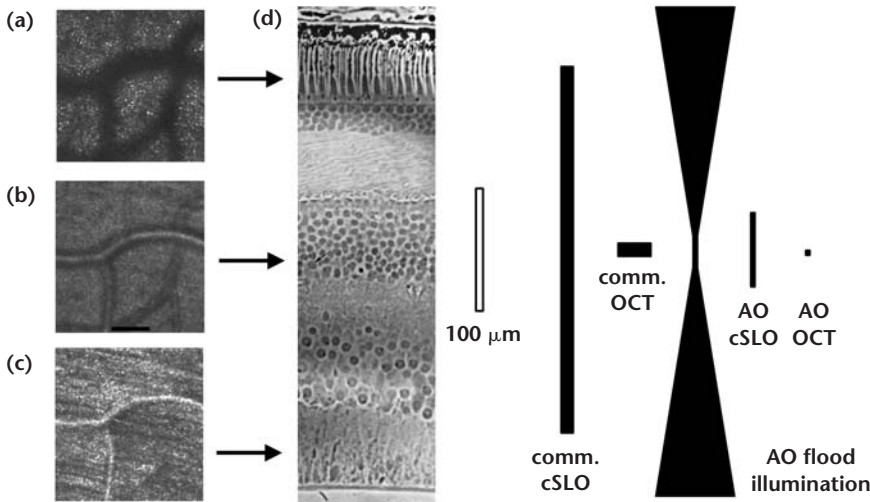 (a)
(d)
(b)
(c)
100 μm
comm.
cSLO
comm.
OCT
AO
cSLO
AO
OCT
AO flood
illumination